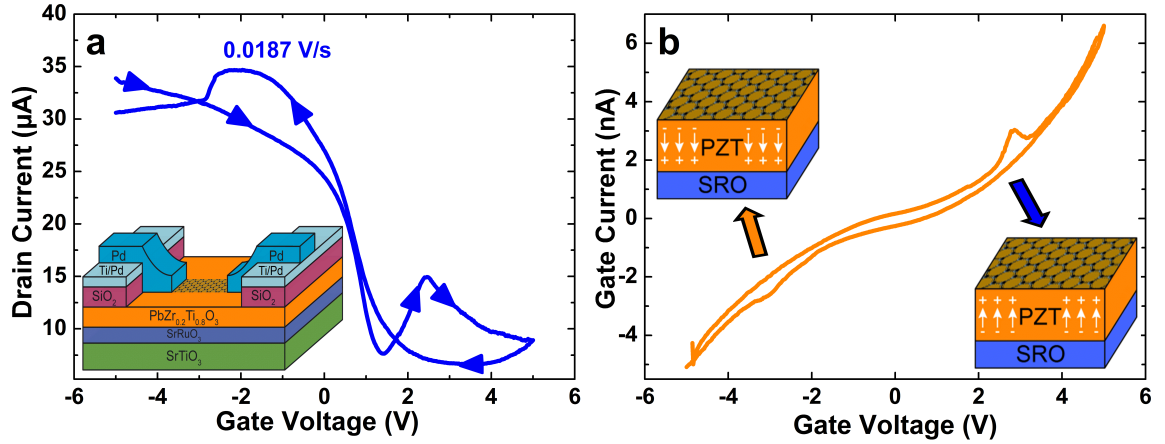 a
0.0187 V/s
40
35
30
25
20
15
10
Drain Current (µA)
Pd
Ti/Pd
Ti/Pd
SiO₂
SiO₂
PbZr₀.₂Ti₀.₈O₃
SrRuO₃
SrTiO₃
-6 -4 -2 0 2 4 6
Gate Voltage (V)
b
6
4
2
0
-2
-4
Gate Current (nA)
- - - - - -
PZT
+ + + + + +
SRO
+ + + + + +
PZT
- - - - - -
SRO
-6 -4 -2 0 2 4 6
Gate Voltage (V)